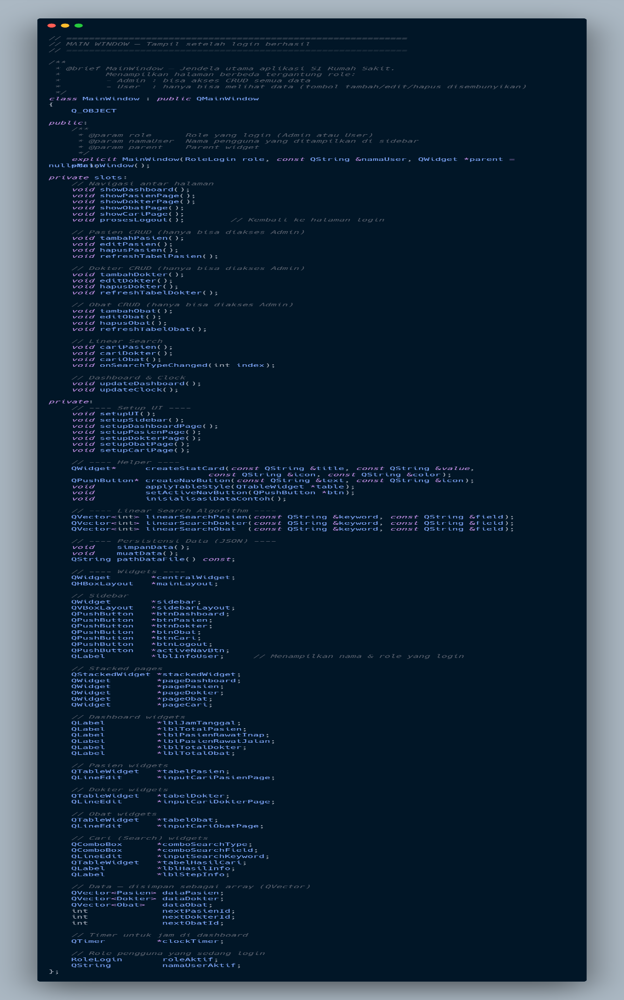 // ============================================================
// MAIN WINDOW — Tampil setelah login berhasil
// ============================================================

/**
 * @brief MainWindow — Jendela utama aplikasi SI Rumah Sakit.
 *        Menampilkan halaman berbeda tergantung role:
 *        - Admin : bisa akses CRUD semua data
 *        - User  : hanya bisa melihat data (tombol tambah/edit/hapus disembunyikan)
 */
class MainWindow : public QMainWindow
{
    Q_OBJECT

public:
    /**
     * @param role      Role yang login (Admin atau User)
     * @param namaUser  Nama pengguna yang ditampilkan di sidebar
     * @param parent    Parent widget
     */
    explicit MainWindow(RoleLogin role, const QString &namaUser, QWidget *parent =
nullptr);
    ~MainWindow();

private slots:
    // Navigasi antar halaman
    void showDashboard();
    void showPasienPage();
    void showDokterPage();
    void showObatPage();
    void showCariPage();
    void prosesLogout();        // Kembali ke halaman login

    // Pasien CRUD (hanya bisa diakses Admin)
    void tambahPasien();
    void editPasien();
    void hapusPasien();
    void refreshTabelPasien();

    // Dokter CRUD (hanya bisa diakses Admin)
    void tambahDokter();
    void editDokter();
    void hapusDokter();
    void refreshTabelDokter();

    // Obat CRUD (hanya bisa diakses Admin)
    void tambahObat();
    void editObat();
    void hapusObat();
    void refreshTabelObat();

    // Linear Search
    void cariPasien();
    void cariDokter();
    void cariObat();
    void onSearchTypeChanged(int index);

    // Dashboard & Clock
    void updateDashboard();
    void updateClock();

private:
    // ---- Setup UI ----
    void setupUI();
    void setupSidebar();
    void setupDashboardPage();
    void setupPasienPage();
    void setupDokterPage();
    void setupObatPage();
    void setupCariPage();

    // ---- Helper ----
    QWidget*     createStatCard(const QString &title, const QString &value,
                        const QString &icon, const QString &color);
    QPushButton* createNavButton(const QString &text, const QString &icon);
    void         applyTableStyle(QTableWidget *table);
    void         setActiveNavButton(QPushButton *btn);
    void         inisialisasiDataContoh();

    // ---- Linear Search Algorithm ----
    QVector<int> linearSearchPasien(const QString &keyword, const QString &field);
    QVector<int> linearSearchDokter(const QString &keyword, const QString &field);
    QVector<int> linearSearchObat  (const QString &keyword, const QString &field);

    // ---- Persistensi Data (JSON) ----
    void    simpanData();
    void    muatData();
    QString pathDataFile() const;

    // ---- Widgets ----
    QWidget       *centralWidget;
    QHBoxLayout   *mainLayout;

    // Sidebar
    QWidget       *sidebar;
    QVBoxLayout   *sidebarLayout;
    QPushButton   *btnDashboard;
    QPushButton   *btnPasien;
    QPushButton   *btnDokter;
    QPushButton   *btnObat;
    QPushButton   *btnCari;
    QPushButton   *btnLogout;
    QPushButton   *activeNavBtn;
    QLabel        *lblInfoUser;     // Menampilkan nama & role yang login

    // Stacked pages
    QStackedWidget *stackedWidget;
    QWidget        *pageDashboard;
    QWidget        *pagePasien;
    QWidget        *pageDokter;
    QWidget        *pageObat;
    QWidget        *pageCari;

    // Dashboard widgets
    QLabel         *lblJamTanggal;
    QLabel         *lblTotalPasien;
    QLabel         *lblPasienRawatInap;
    QLabel         *lblPasienRawatJalan;
    QLabel         *lblTotalDokter;
    QLabel         *lblTotalObat;

    // Pasien widgets
    QTableWidget   *tabelPasien;
    QLineEdit      *inputCariPasienPage;

    // Dokter widgets
    QTableWidget   *tabelDokter;
    QLineEdit      *inputCariDokterPage;

    // Obat widgets
    QTableWidget   *tabelObat;
    QLineEdit      *inputCariObatPage;

    // Cari (Search) widgets
    QComboBox      *comboSearchType;
    QComboBox      *comboSearchField;
    QLineEdit      *inputSearchKeyword;
    QTableWidget   *tabelHasilCari;
    QLabel         *lblHasilInfo;
    QLabel         *lblStepInfo;

    // Data — disimpan sebagai array (QVector)
    QVector<Pasien> dataPasien;
    QVector<Dokter> dataDokter;
    QVector<Obat>   dataObat;
    int             nextPasienId;
    int             nextDokterId;
    int             nextObatId;

    // Timer untuk jam di dashboard
    QTimer         *clockTimer;

    // Role pengguna yang sedang login
    RoleLogin       roleAktif;
    QString         namaUserAktif;
};